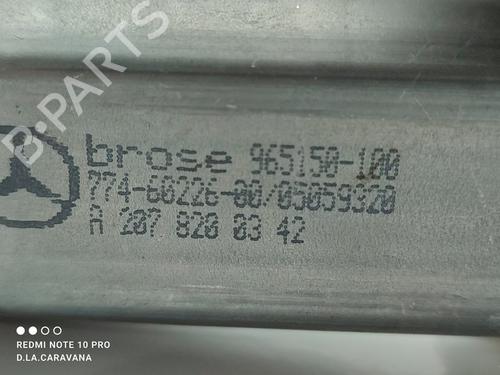 B-PARTS
brose 965150-100
774-60226-00/05059320
A 207 820 03 42
REDMI NOTE 10 PRO
D.LA.CARAVANA